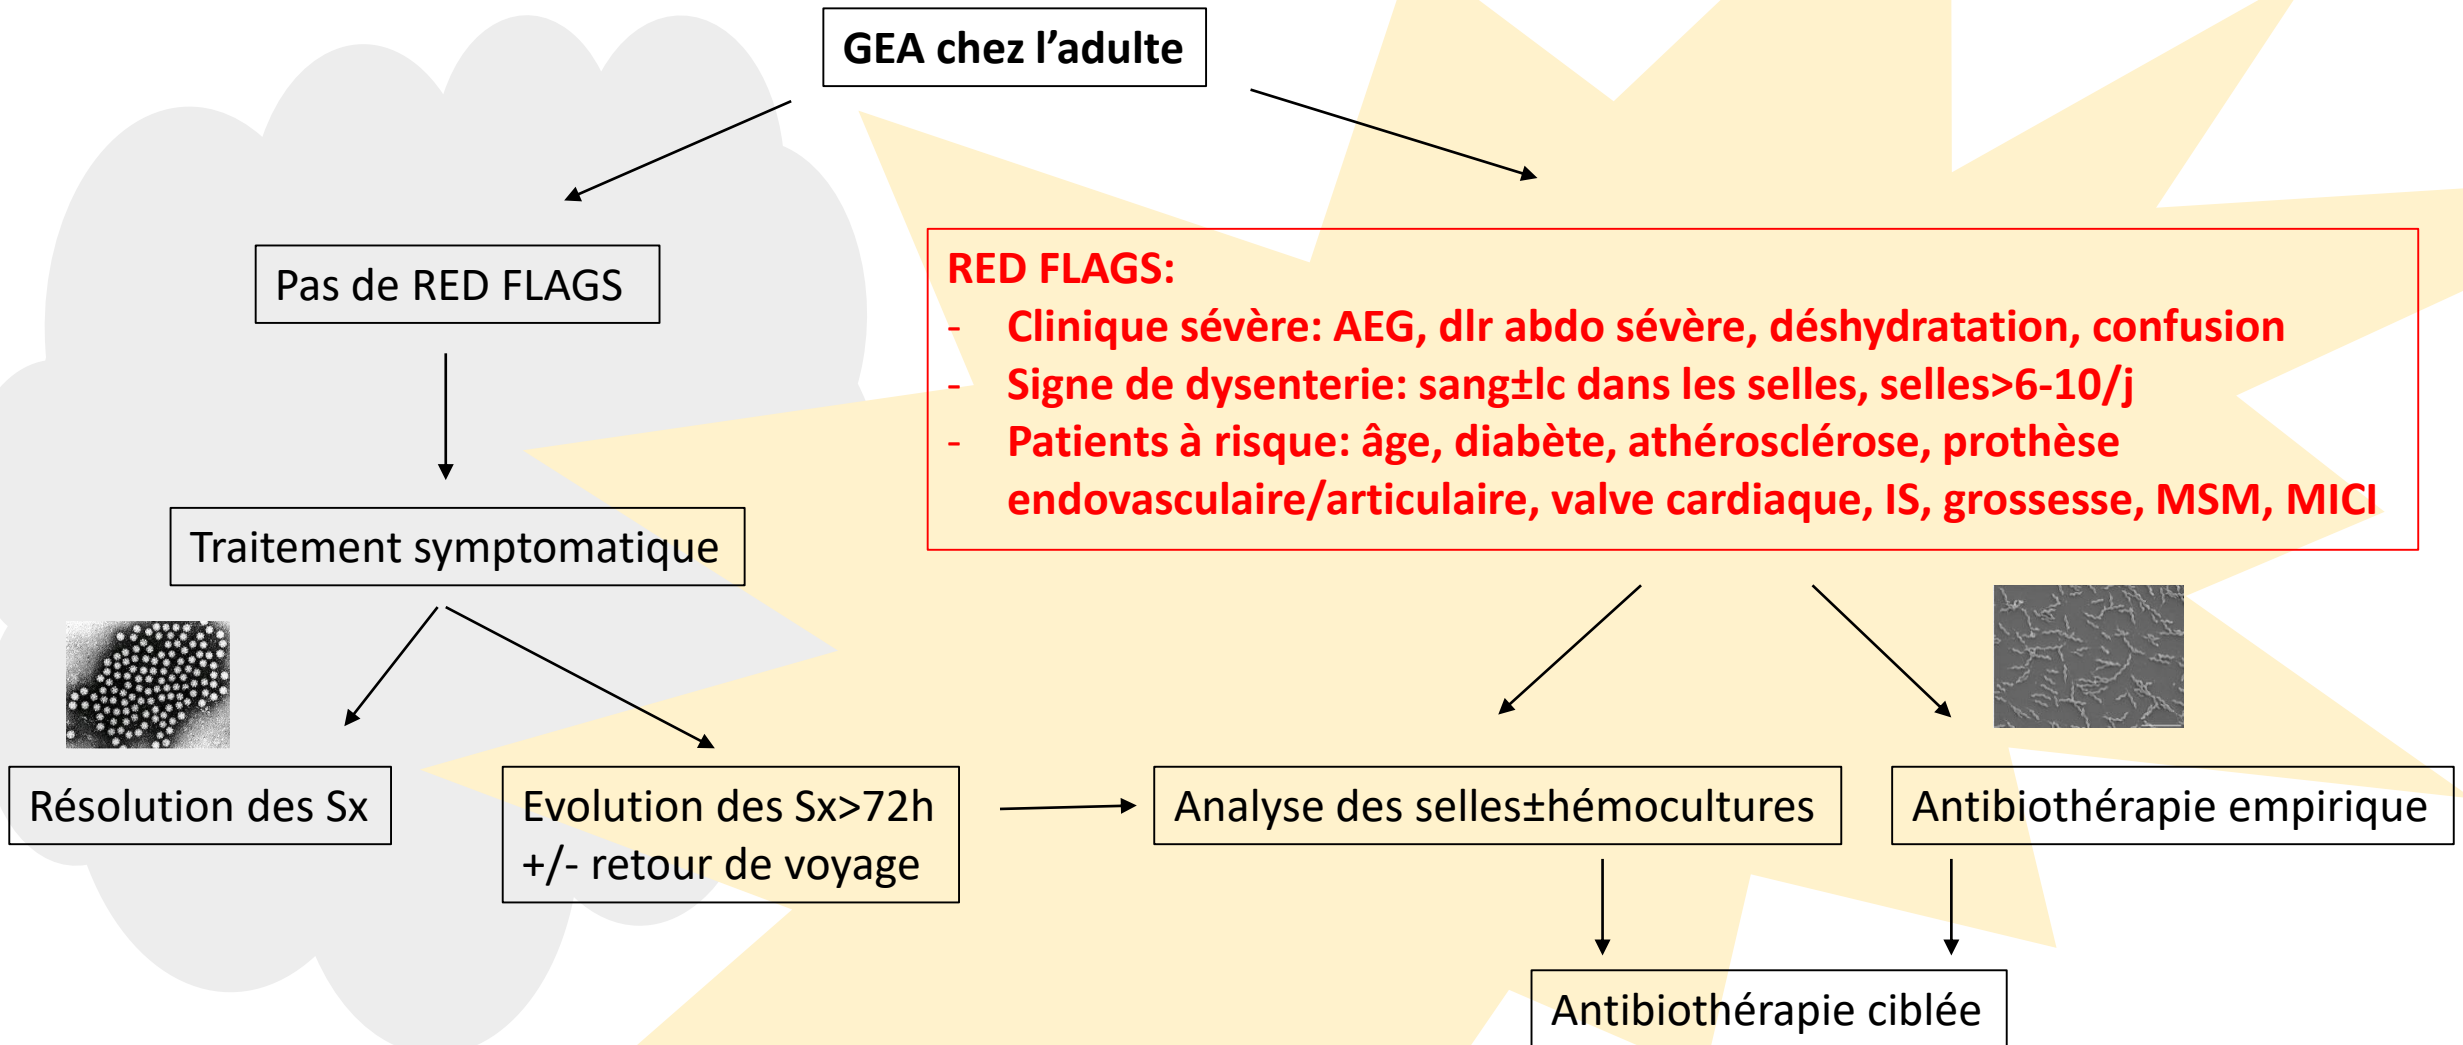 GEA chez l’adulte
Pas de RED FLAGS
RED FLAGS:
- Clinique sévère: AEG, dlr abdo sévère, déshydratation, confusion
- Signe de dysenterie: sang±lc dans les selles, selles>6-10/j
- Patients à risque: âge, diabète, athérosclérose, prothèse
endovasculaire/articulaire, valve cardiaque, IS, grossesse, MSM, MICI
Traitement symptomatique
Résolution des Sx
Evolution des Sx>72h
+/- retour de voyage
Analyse des selles±hémocultures
Antibiothérapie empirique
Antibiothérapie ciblée